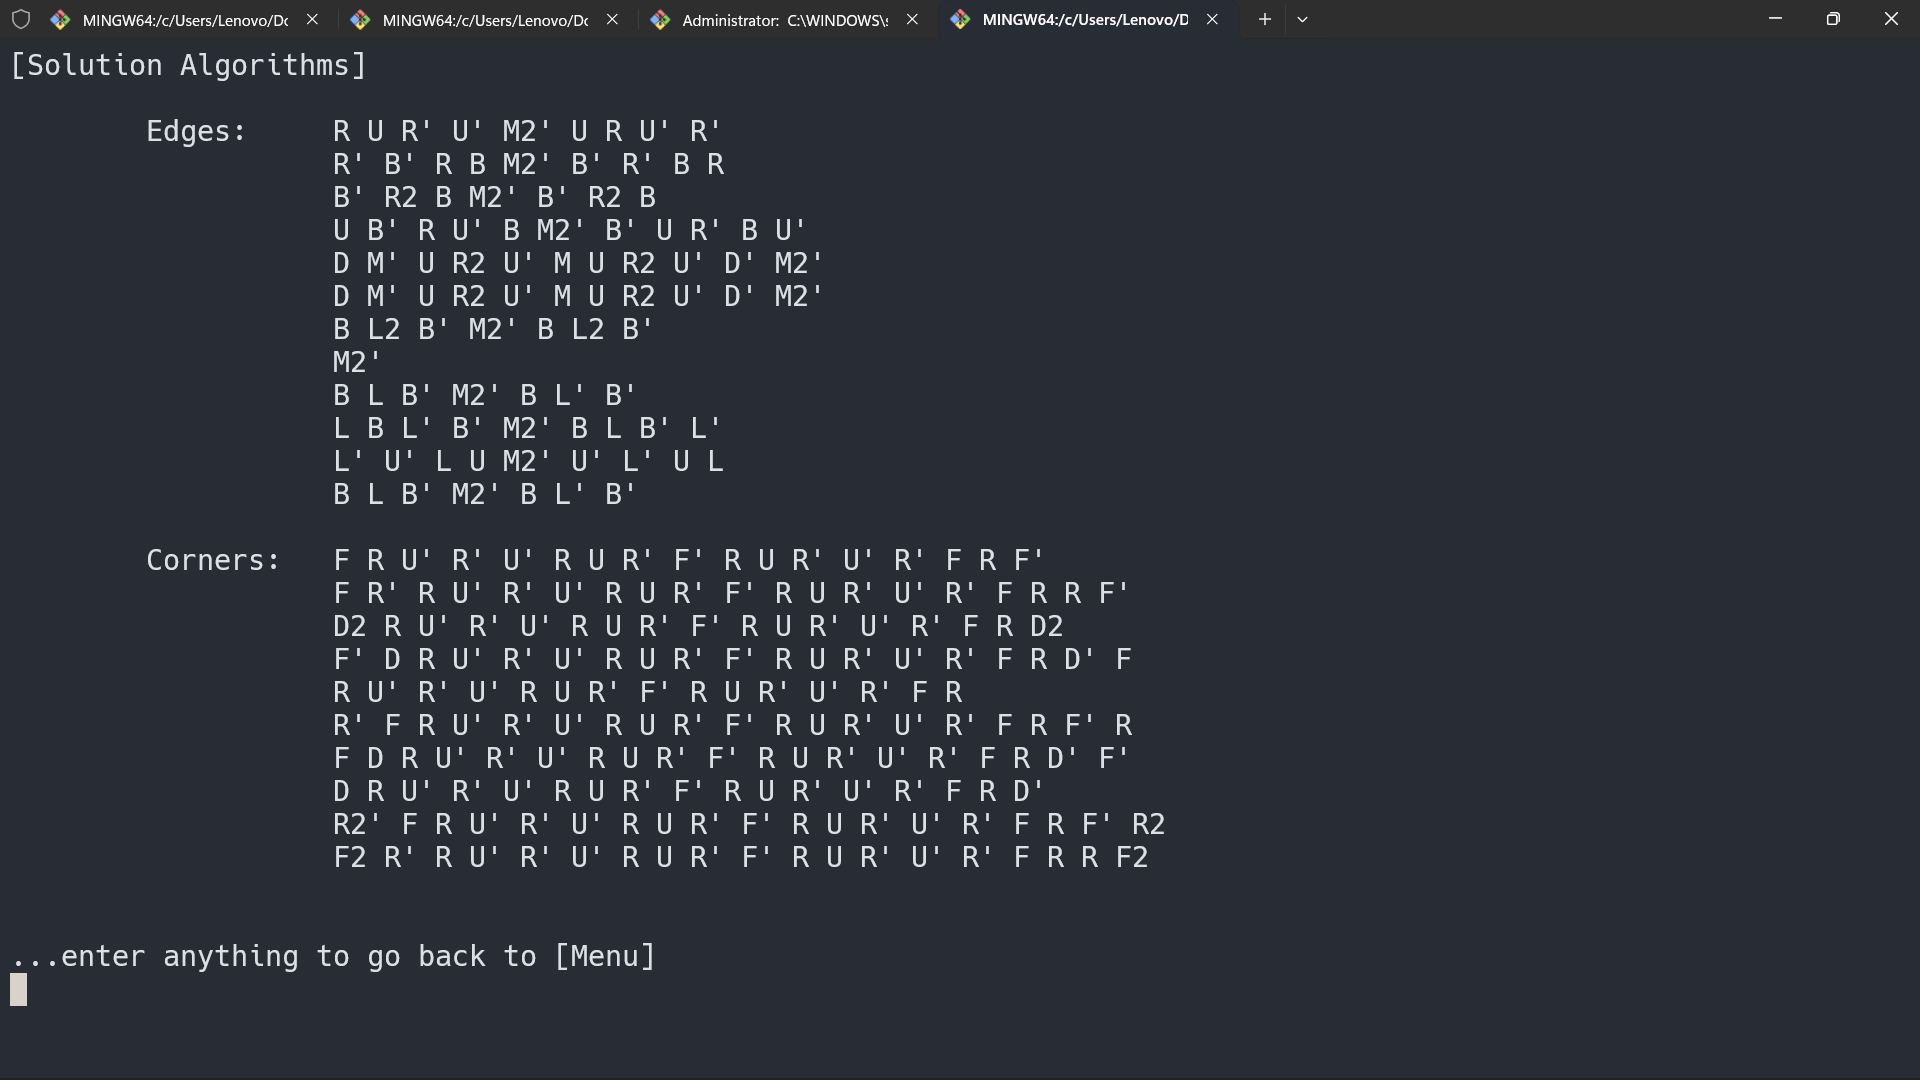 MINGW64:/c/Users/Lenovo/Dc
MINGW64:/c/Users/Lenovo/Dc
Administrator: C:\WINDOWS\s
MINGW64:/c/Users/Lenovo/D
[Solution Algorithms]
Edges: R U R' U' M2' U R U' R'
R' B' R B M2' B' R' B R
B' R2 B M2' B' R2 B
U B' R U' B M2' B' U R' B U'
D M' U R2 U' M U R2 U' D' M2'
D M' U R2 U' M U R2 U' D' M2'
B L2 B' M2' B L2 B'
M2'
B L B' M2' B L' B'
L B L' B' M2' B L B' L'
L' U' L U M2' U' L' U L
B L B' M2' B L' B'
Corners: F R U' R' U' R U R' F' R U R' U' R' F R F'
F R' R U' R' U' R U R' F' R U R' U' R' F R R F'
D2 R U' R' U' R U R' F' R U R' U' R' F R D2
F' D R U' R' U' R U R' F' R U R' U' R' F R D' F
R U' R' U' R U R' F' R U R' U' R' F R
R' F R U' R' U' R U R' F' R U R' U' R' F R F' R
F D R U' R' U' R U R' F' R U R' U' R' F R D' F'
D R U' R' U' R U R' F' R U R' U' R' F R D'
R2' F R U' R' U' R U R' F' R U R' U' R' F R F' R2
F2 R' R U' R' U' R U R' F' R U R' U' R' F R R F2
...enter anything to go back to [Menu]